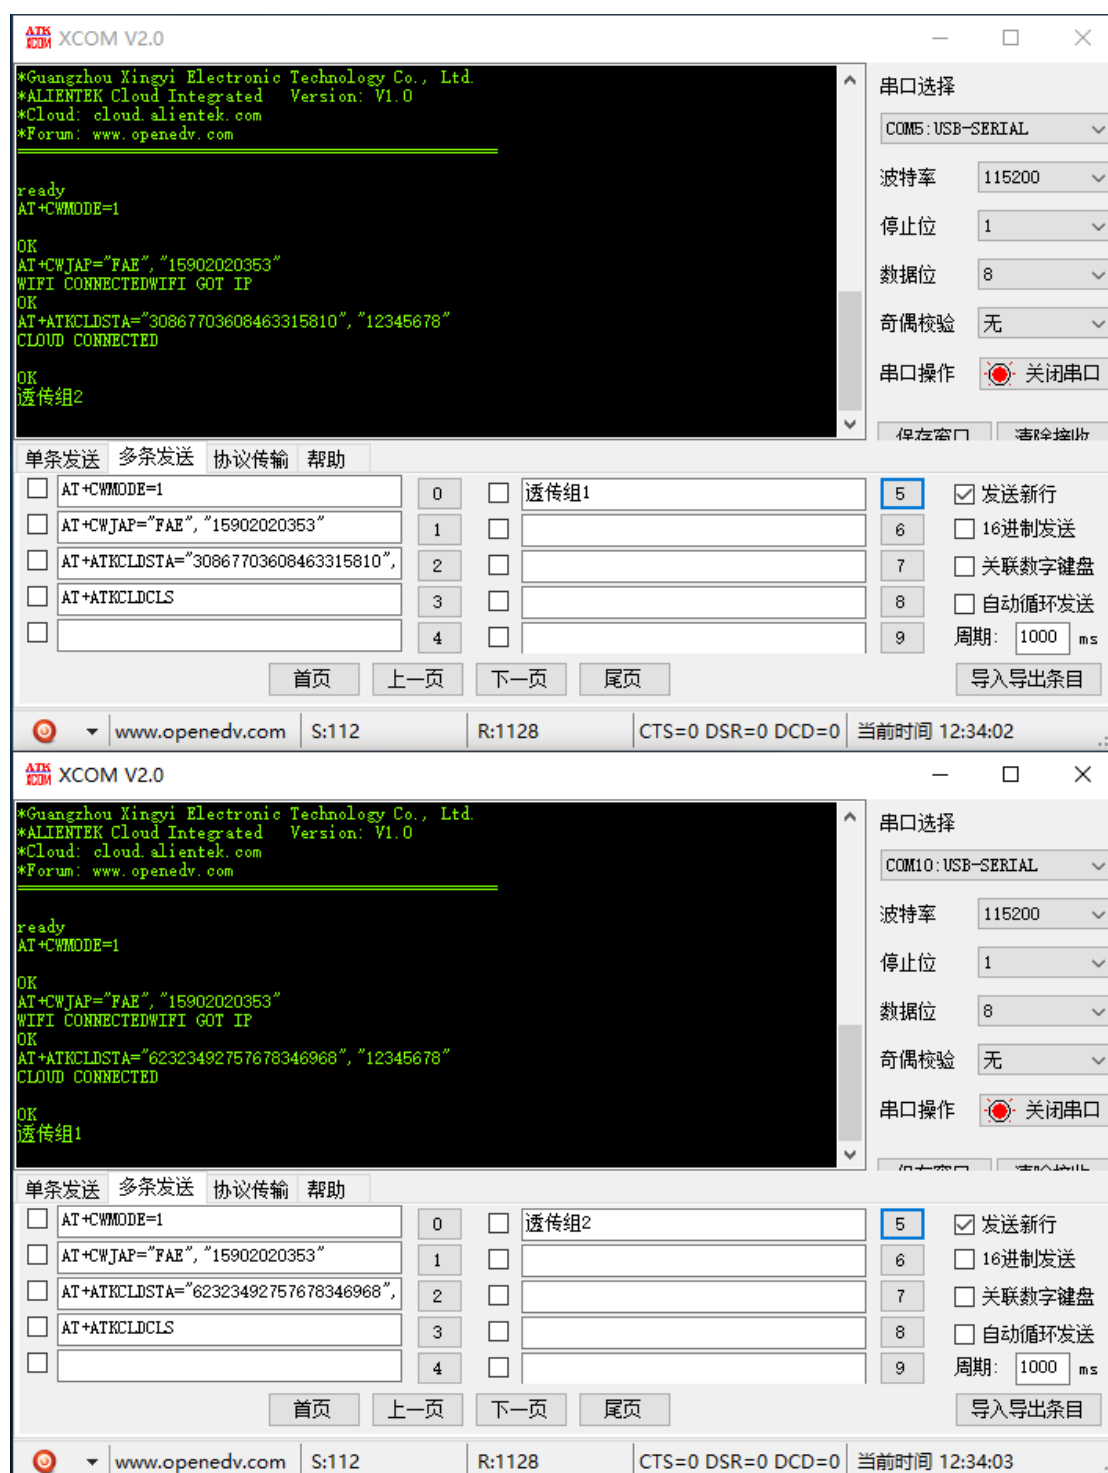 ATK XCOM XCOM V2.0
*Guangzhou Xingyi Electronic Technology Co., Ltd.
*ALIENTEK Cloud Integrated Version: V1.0
*Cloud: cloud.alientek.com
*Forum: www.openedv.com
ready
AT+CWMODE=1
OK
AT+CWJAP="FAE","15902020353"
WIFI CONNECTEDWIFI GOT IP
OK
AT+ATKCLDSTA="30867703608463315810","12345678"
CLOUD CONNECTED
OK
透传组2
串口选择
COM5:USB-SERIAL
波特率 115200
停止位 1
数据位 8
奇偶校验 无
串口操作 关闭串口
保存窗口 清除接收
单条发送 多条发送 协议传输 帮助
AT+CWMODE=1 0 透传组1 5 发送新行
AT+CWJAP="FAE","15902020353" 1 6 16进制发送
AT+ATKCLDSTA="30867703608463315810", 2 7 关联数字键盘
AT+ATKCLDCLS 3 8 自动循环发送
4 9 周期: 1000 ms
首页 上一页 下一页 尾页 导入导出条目
www.openedv.com S:112 R:1128 CTS=0 DSR=0 DCD=0 当前时间 12:34:02
ATK XCOM XCOM V2.0
*Guangzhou Xingyi Electronic Technology Co., Ltd.
*ALIENTEK Cloud Integrated Version: V1.0
*Cloud: cloud.alientek.com
*Forum: www.openedv.com
ready
AT+CWMODE=1
OK
AT+CWJAP="FAE","15902020353"
WIFI CONNECTEDWIFI GOT IP
OK
AT+ATKCLDSTA="62323492757678346968","12345678"
CLOUD CONNECTED
OK
透传组1
串口选择
COM10:USB-SERIAL
波特率 115200
停止位 1
数据位 8
奇偶校验 无
串口操作 关闭串口
单条发送 多条发送 协议传输 帮助
AT+CWMODE=1 0 透传组2 5 发送新行
AT+CWJAP="FAE","15902020353" 1 6 16进制发送
AT+ATKCLDSTA="62323492757678346968", 2 7 关联数字键盘
AT+ATKCLDCLS 3 8 自动循环发送
4 9 周期: 1000 ms
首页 上一页 下一页 尾页 导入导出条目
www.openedv.com S:112 R:1128 CTS=0 DSR=0 DCD=0 当前时间 12:34:03